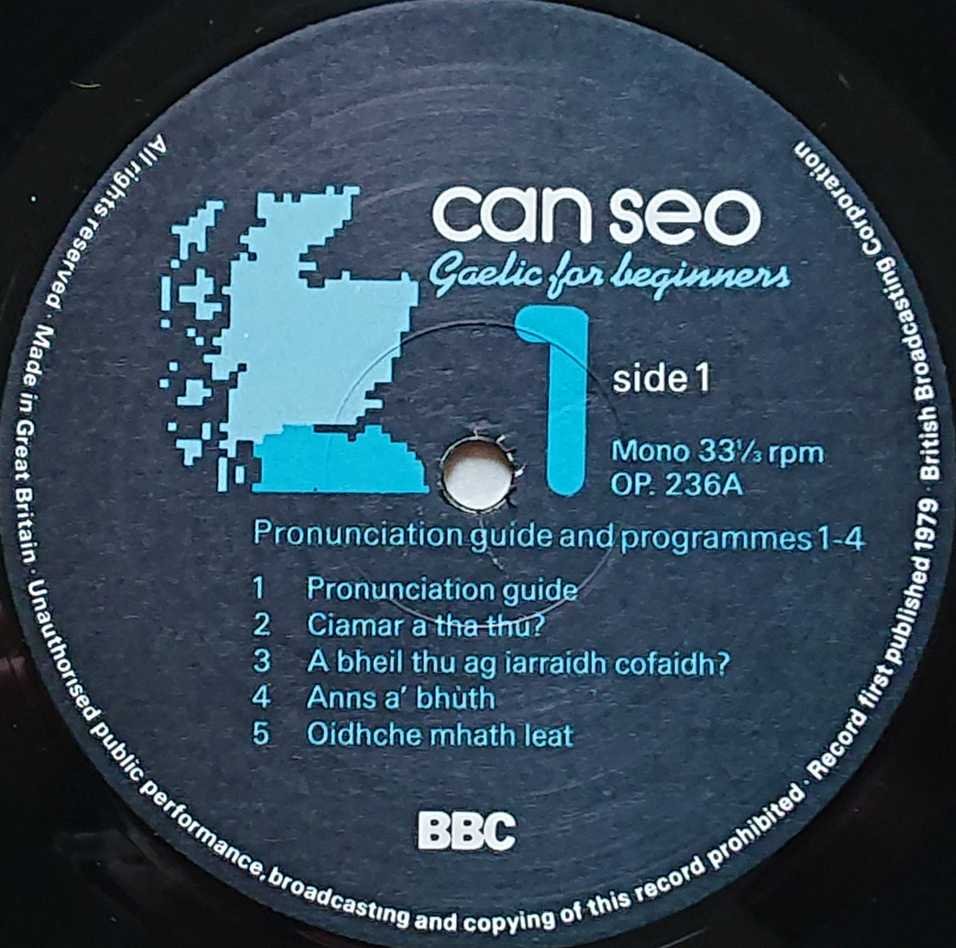 can seo
Gaelic for beginners
1
side 1
Mono 33⅓ rpm
OP. 236A
Pronunciation guide and programmes 1-4
1 Pronunciation guide
2 Ciamar a tha thu?
3 A bheil thu ag iarraidh cofaidh?
4 Anns a' bhùth
5 Oidhche mhath leat
BBC
All rights reserved · Made in Great Britain · Unauthorised public performance, broadcasting and copying of this record prohibited · Record first published 1979 · British Broadcasting Corporation